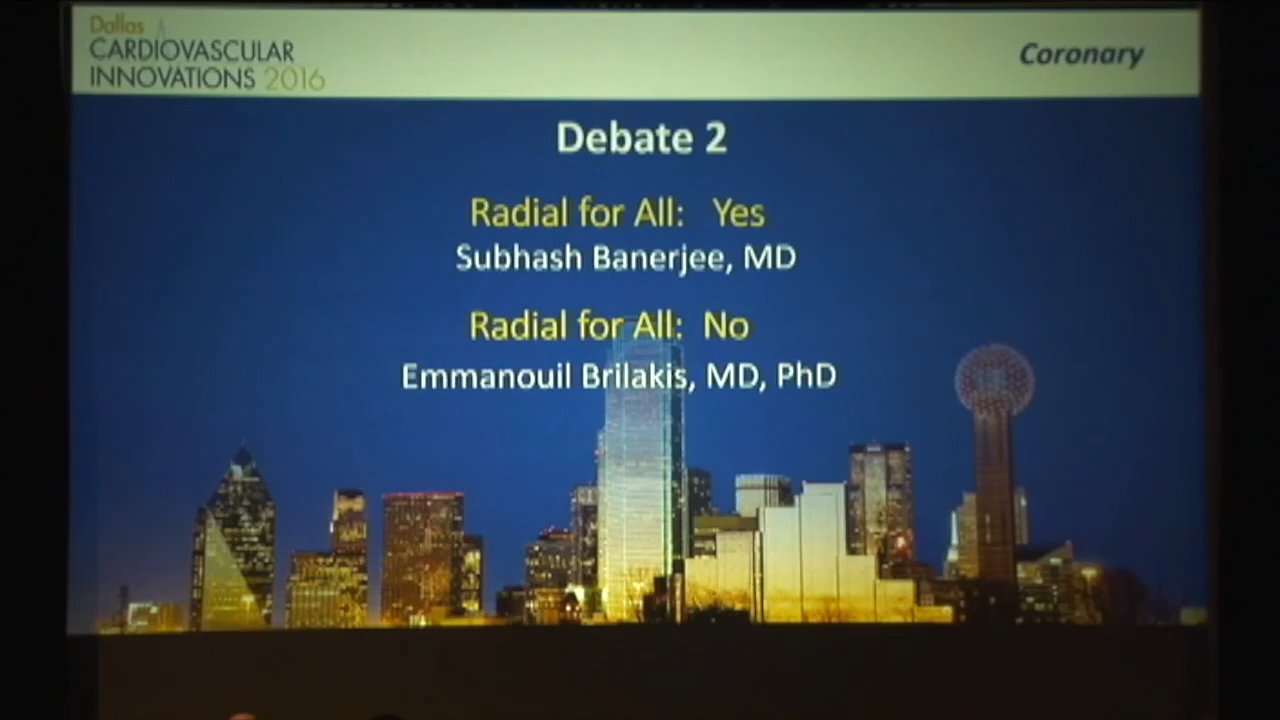 Dallas
CARDIOVASCULAR
INNOVATIONS 2016
Coronary
Debate 2
Radial for All: Yes
Subhash Banerjee, MD
Radial for All: No
Emmanouil Brilakis, MD, PhD